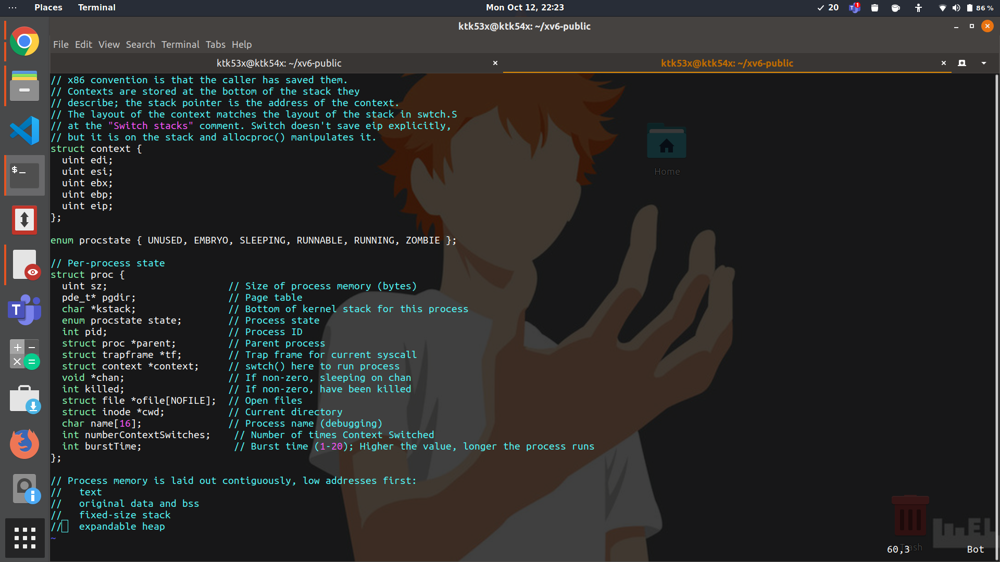 Places
Terminal
Mon Oct 12, 22:23
20
1
86 %
ktk53x@ktk54x: ~/xv6-public
File Edit View Search Terminal Tabs Help
ktk53x@ktk54x: ~/xv6-public
ktk53x@ktk54x: ~/xv6-public
// x86 convention is that the caller has saved them.
// Contexts are stored at the bottom of the stack they
// describe; the stack pointer is the address of the context.
// The layout of the context matches the layout of the stack in swtch.S
// at the "Switch stacks" comment. Switch doesn't save eip explicitly,
// but it is on the stack and allocproc() manipulates it.
struct context {
  uint edi;
  uint esi;
  uint ebx;
  uint ebp;
  uint eip;
};

enum procstate { UNUSED, EMBRYO, SLEEPING, RUNNABLE, RUNNING, ZOMBIE };

// Per-process state
struct proc {
  uint sz;                     // Size of process memory (bytes)
  pde_t* pgdir;                // Page table
  char *kstack;                // Bottom of kernel stack for this process
  enum procstate state;        // Process state
  int pid;                     // Process ID
  struct proc *parent;         // Parent process
  struct trapframe *tf;        // Trap frame for current syscall
  struct context *context;     // swtch() here to run process
  void *chan;                  // If non-zero, sleeping on chan
  int killed;                  // If non-zero, have been killed
  struct file *ofile[NOFILE];  // Open files
  struct inode *cwd;           // Current directory
  char name[16];               // Process name (debugging)
  int numberContextSwitches;    // Number of times Context Switched
  int burstTime;                // Burst time (1-20); Higher the value, longer the process runs
};

// Process memory is laid out contiguously, low addresses first:
//   text
//   original data and bss
//   fixed-size stack
//   expandable heap
~
60,3
Bot
Home
Trash
$_
T